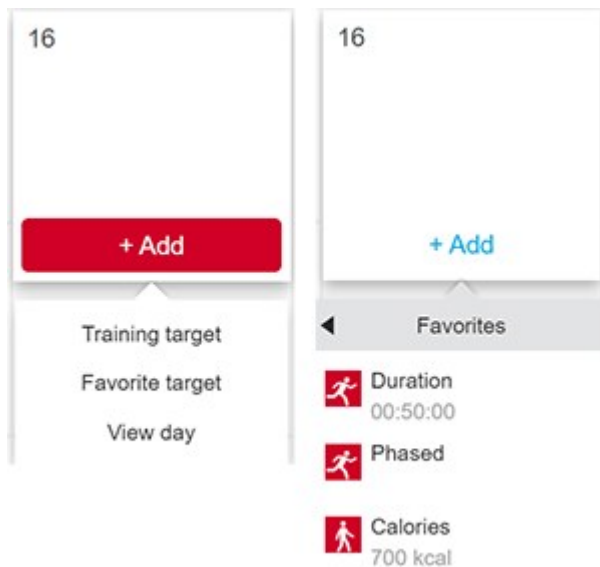 16
+ Add
Training target
Favorite target
View day
16
+ Add
Favorites
Duration
00:50:00
Phased
Calories
700 kcal